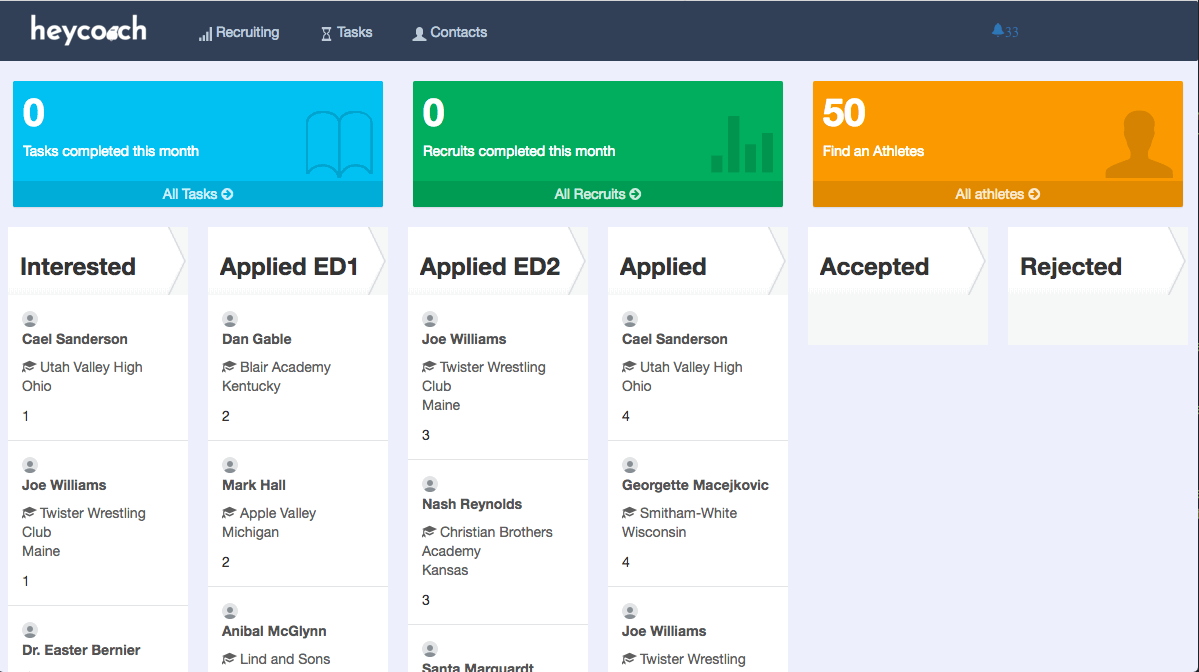 heycoach
Recruiting
Tasks
Contacts
33
0
Tasks completed this month
All Tasks
0
Recruits completed this month
All Recruits
50
Find an Athletes
All athletes
Interested
Cael Sanderson
Utah Valley High
Ohio
1
Joe Williams
Twister Wrestling
Club
Maine
1
Dr. Easter Bernier
Applied ED1
Dan Gable
Blair Academy
Kentucky
2
Mark Hall
Apple Valley
Michigan
2
Anibal McGlynn
Lind and Sons
Applied ED2
Joe Williams
Twister Wrestling
Club
Maine
3
Nash Reynolds
Christian Brothers
Academy
Kansas
3
Santa Marquardt
Applied
Cael Sanderson
Utah Valley High
Ohio
4
Georgette Macejkovic
Smitham-White
Wisconsin
4
Joe Williams
Twister Wrestling
Accepted
Rejected